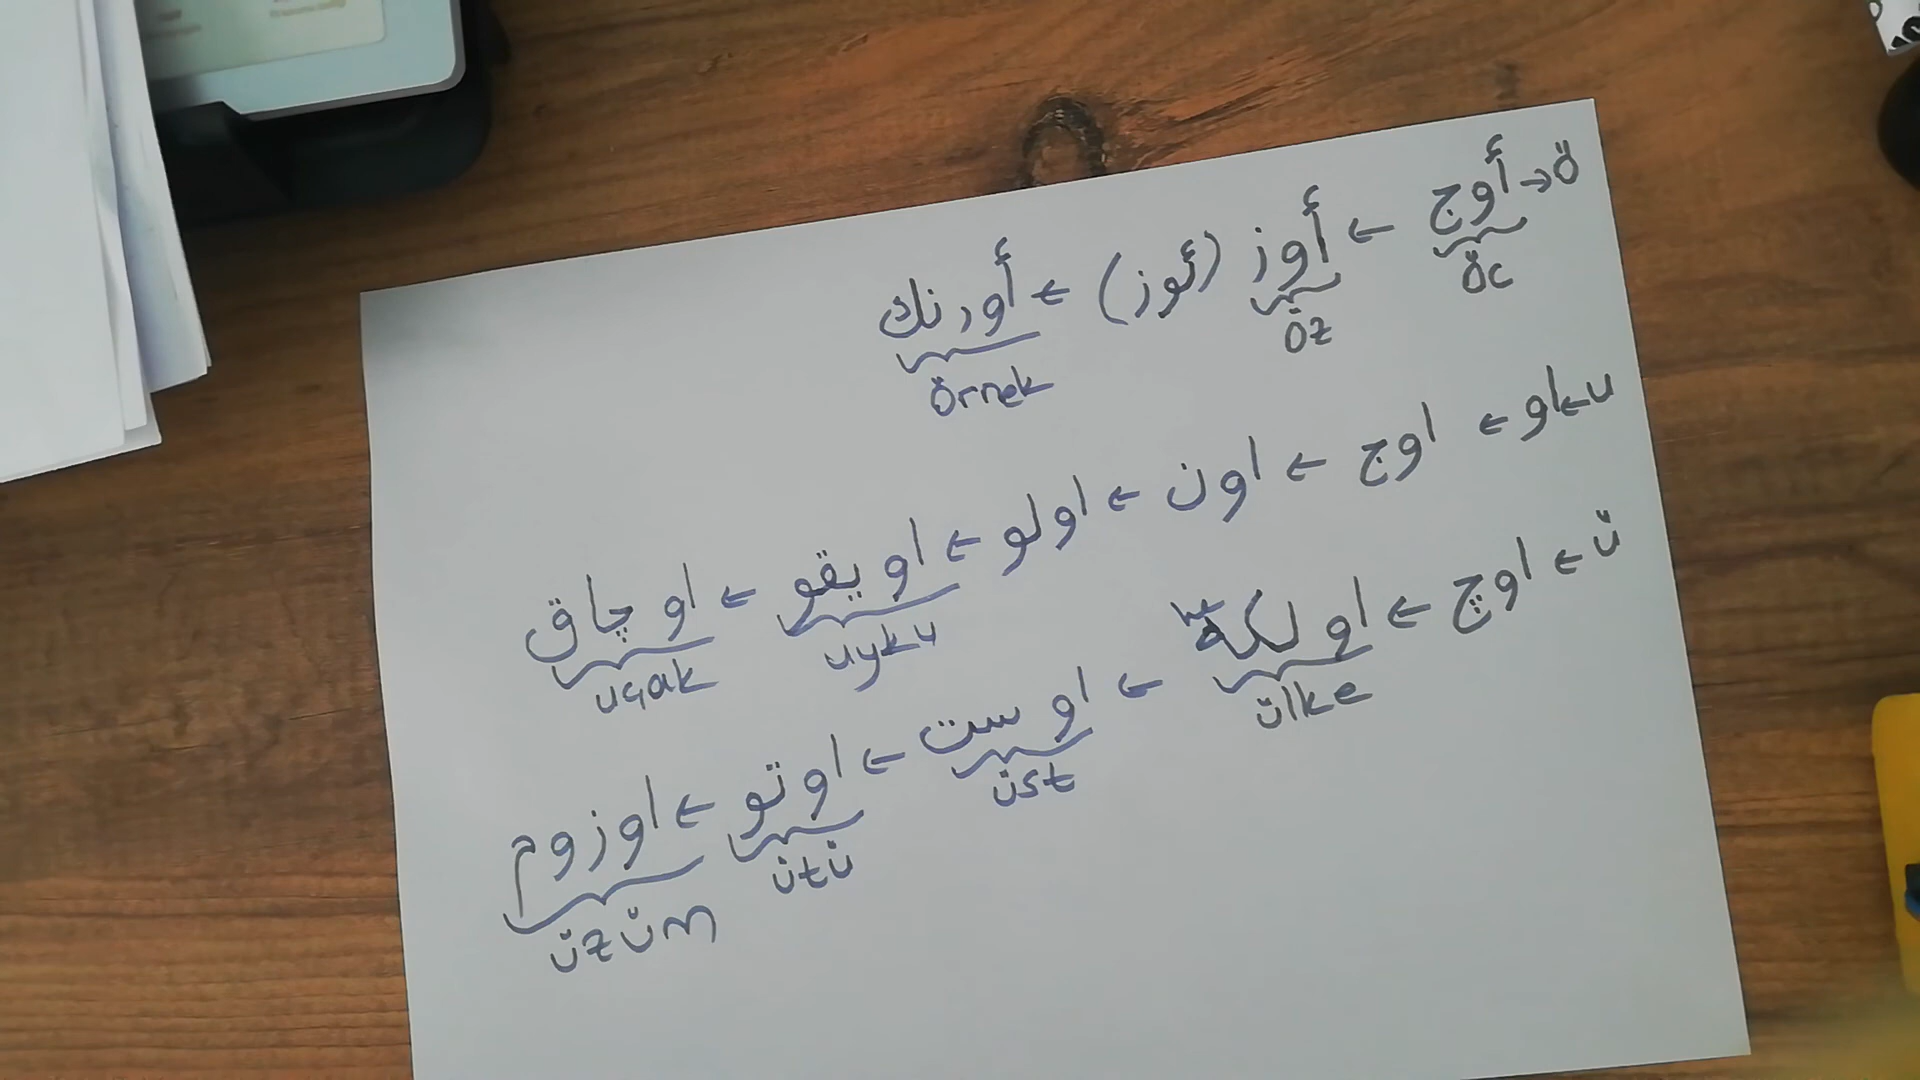 أوج → ö ← أوز (ئوز) ← أورنك
öc öz örnek
u ← او ← اوج ← اون ← اولو ← اويقو ← اوچاق
uyku uçak
ü ← اوچ ← اولكه ← اوست ← اوتو ← اوزوم
ülke üst ütü üzüm